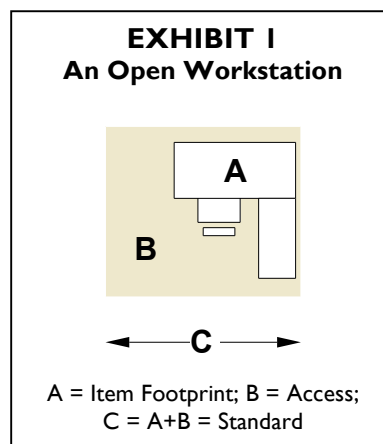 EXHIBIT 1
An Open Workstation
A
B
C
A = Item Footprint; B = Access;
C = A+B = Standard